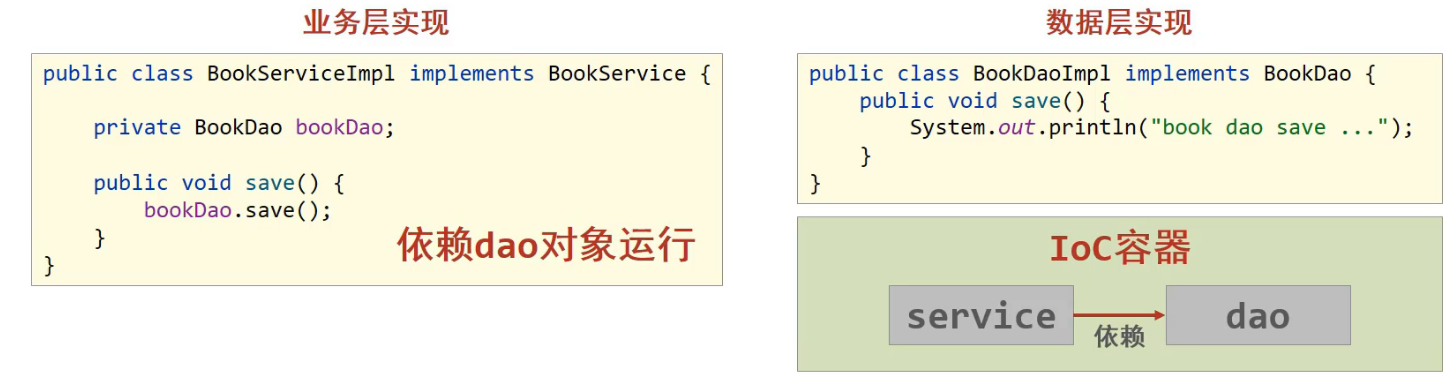 业务层实现
public class BookServiceImpl implements BookService {
private BookDao bookDao;
public void save() {
bookDao.save();
}
}
依赖dao对象运行
数据层实现
public class BookDaoImpl implements BookDao {
public void save() {
System.out.println("book dao save ...");
}
}
IoC容器
service
依赖
dao